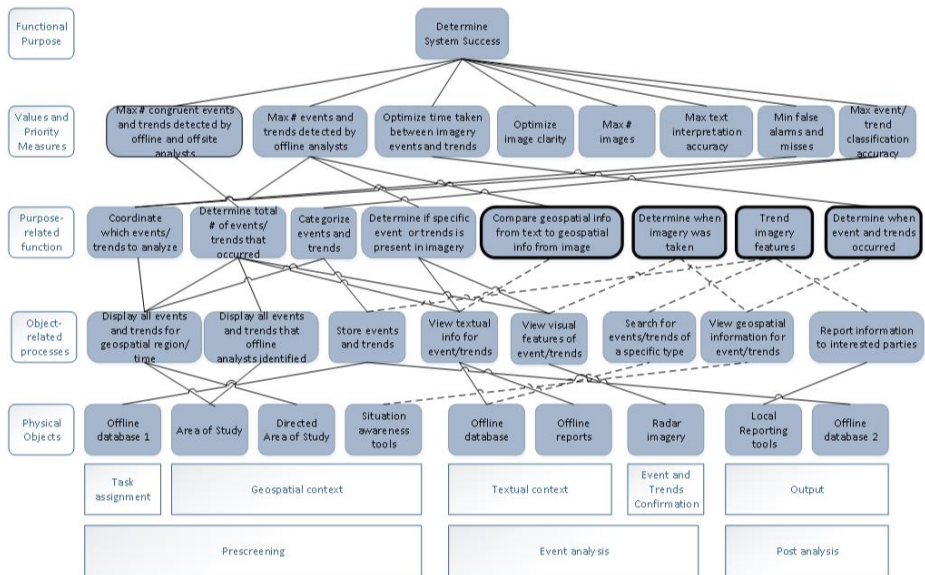 Functional
Purpose
Determine
System Success
Values and
Priority
Measures
Max # congruent events
and trends detected by
offline and offsite
analysts
Max # events and
trends detected by
offline analysts
Optimize time taken
between imagery
events and trends
Optimize
image clarity
Max #
images
Max text
interpretation
accuracy
Min false
alarms and
misses
Max event/
trend
classification
accuracy
Purpose-
related
function
Coordinate
which events/
trends to analyze
Determine total
# of events/
trends that
occurred
Categorize
events and
trends
Determine if specific
event or trends is
present in imagery
Compare geospatial info
from text to geospatial
info from image
Determine when
imagery was
taken
Trend
imagery
features
Determine when
event and trends
occurred
Object-
related
processes
Display all events
and trends for
geospatial region/
time
Display all events
and trends that
offline
analysts identified
Store events
and trends
View textual
info for
event/trends
View visual
features of
event/trends
Search for
events/trends of
a specific type
View geospatial
information for
event/trends
Report information
to interested parties
Physical
Objects
Offline
database 1
Area of Study
Directed
Area of Study
Situation
awareness
tools
Offline
database
Offline
reports
Radar
imagery
Local
Reporting
tools
Offline
database 2
Task
assignment
Geospatial context
Textual context
Event and
Trends
Confirmation
Output
Prescreening
Event analysis
Post analysis